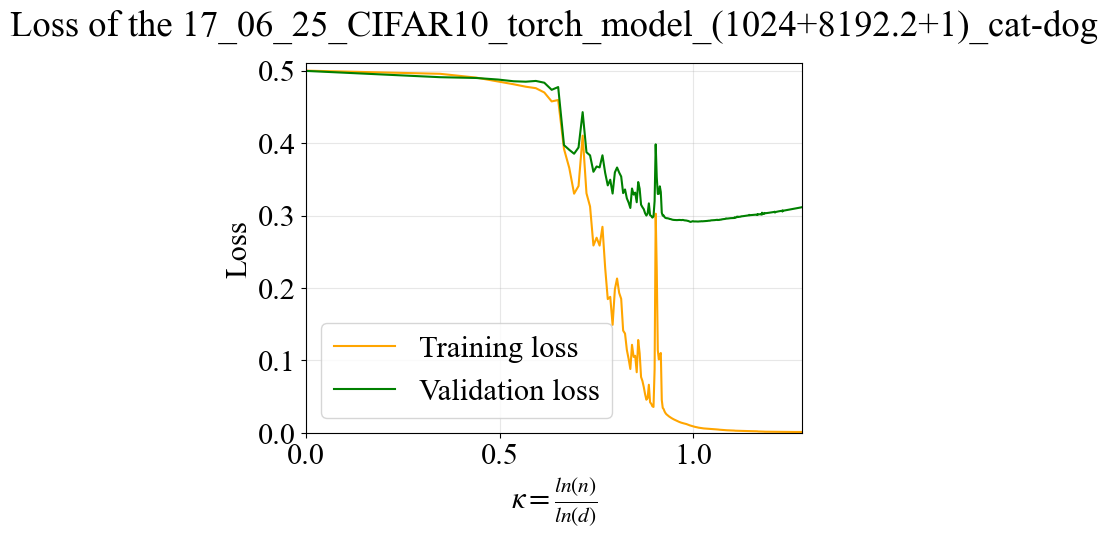 Loss of the 17_06_25_CIFAR10_torch_model_(1024+8192.2+1)_cat-dog
0.5
0.4
0.3
0.2
0.1
0.0
Loss
Training loss
Validation loss
0.0 0.5 1.0
κ = ln(n)/ln(d)